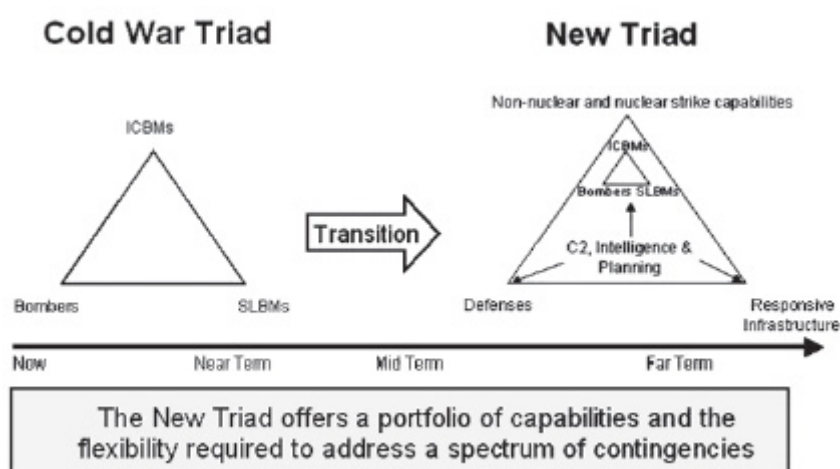 Cold War Triad
New Triad
ICBMs
Bombers
SLBMs
Transition
Non-nuclear and nuclear strike capabilities
ICBMs
Bombers SLBMs
C2, Intelligence &
Planning
Defenses
Responsive
Infrastructure
Now
Near Term
Mid Term
Far Term
The New Triad offers a portfolio of capabilities and the
flexibility required to address a spectrum of contingencies